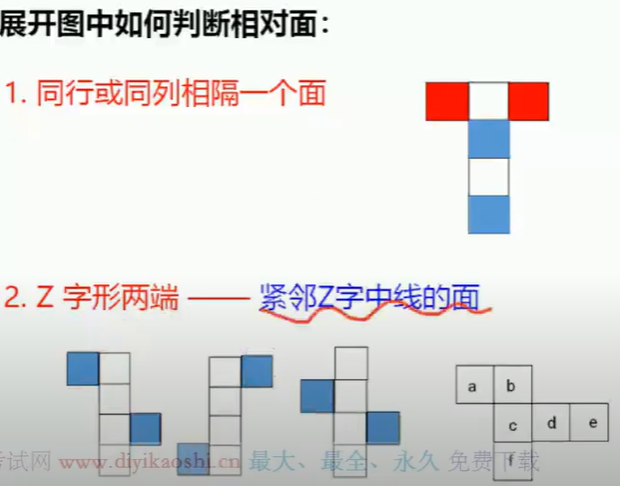 展开图中如何判断相对面：
1. 同行或同列相隔一个面
2. Z 字形两端 —— 紧邻Z字中线的面
a b
c d e
f
考试网 www.diyikaoshi.cn 最大、最全、永久 免费下载